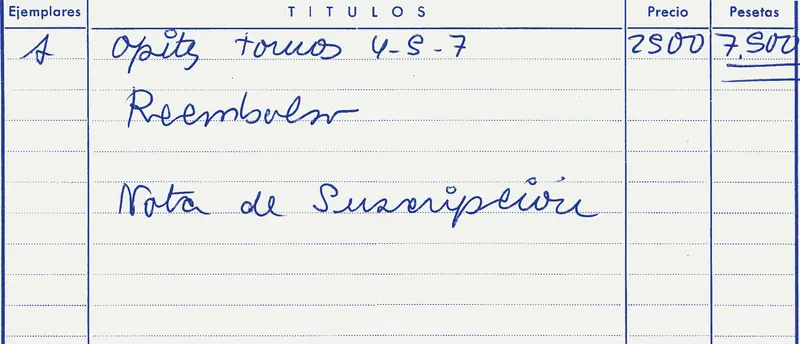 Ejemplares TITULOS Precio Pesetas
1 Opitz tomos 4-5-7 2500 7.500
Reembolso
Nota de Suscripción